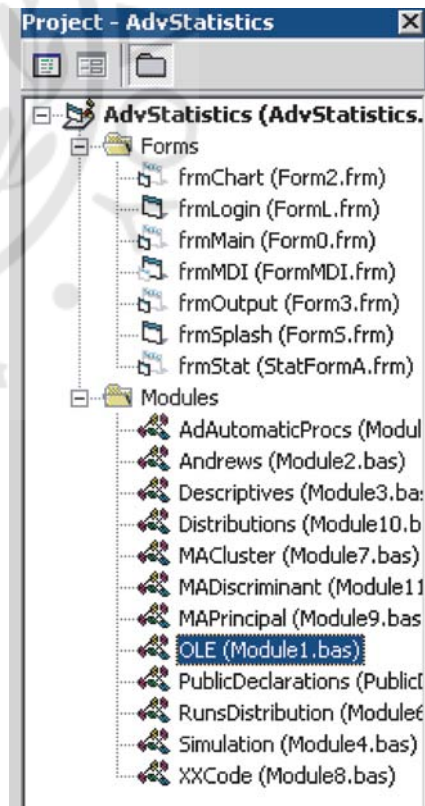 Project - AdvStatistics
AdvStatistics (AdvStatistics.
Forms
frmChart (Form2.frm)
frmLogin (FormL.frm)
frmMain (Form0.frm)
frmMDI (FormMDI.frm)
frmOutput (Form3.frm)
frmSplash (FormS.frm)
frmStat (StatFormA.frm)
Modules
AdAutomaticProcs (Modul
Andrews (Module2.bas)
Descriptives (Module3.ba
Distributions (Module10.b
MACluster (Module7.bas)
MADiscriminant (Module11
MAPrincipal (Module9.bas
OLE (Module1.bas)
PublicDeclarations (Public
RunsDistribution (Module6
Simulation (Module4.bas)
XXCode (Module8.bas)